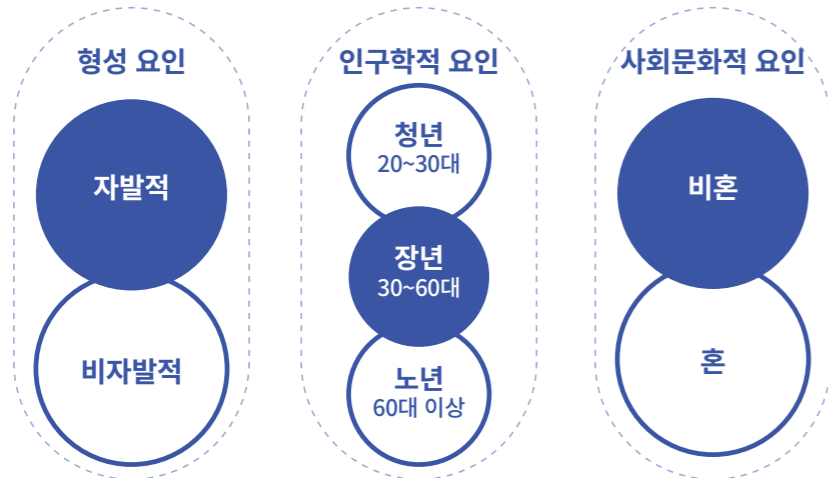 형성 요인
자발적
비자발적
인구학적 요인
청년
20~30대
장년
30~60대
노년
60대 이상
사회문화적 요인
비혼
혼